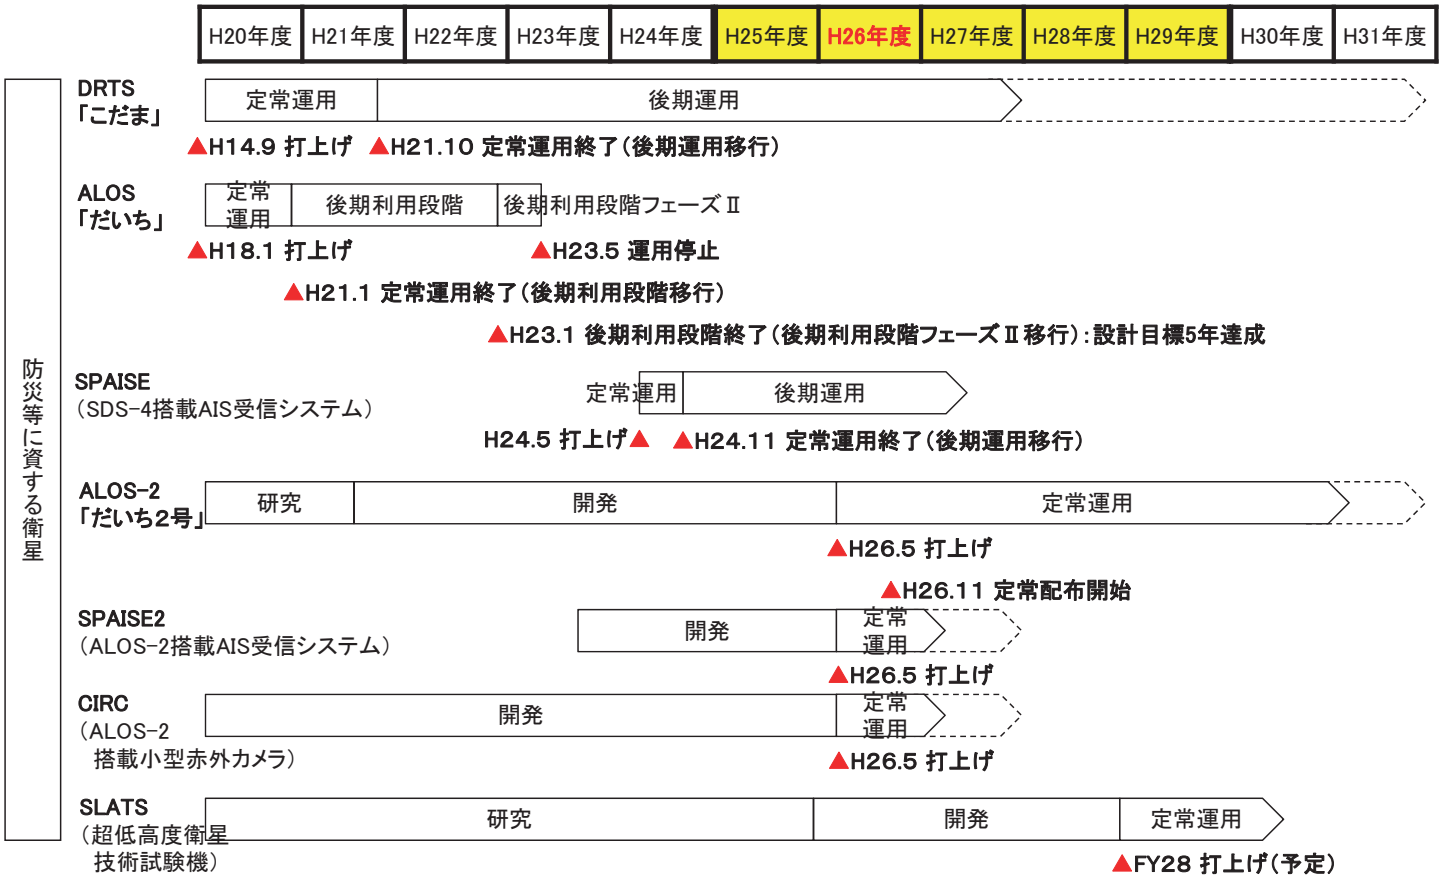 H20年度 H21年度 H22年度 H23年度 H24年度 H25年度 H26年度 H27年度 H28年度 H29年度 H30年度 H31年度
防災等に資する衛星
DRTS
「こだま」
定常運用 後期運用
▲H14.9 打上げ ▲H21.10 定常運用終了(後期運用移行)
ALOS
「だいち」
定常
運用
後期利用段階 後期利用段階フェーズⅡ
▲H18.1 打上げ ▲H23.5 運用停止
▲H21.1 定常運用終了(後期利用段階移行)
▲H23.1 後期利用段階終了(後期利用段階フェーズⅡ移行):設計目標5年達成
SPAISE
(SDS-4搭載AIS受信システム)
定常運用 後期運用
H24.5 打上げ▲ ▲H24.11 定常運用終了(後期運用移行)
ALOS-2
「だいち2号」
研究 開発 定常運用
▲H26.5 打上げ
▲H26.11 定常配布開始
SPAISE2
(ALOS-2搭載AIS受信システム)
開発 定常
運用
▲H26.5 打上げ
CIRC
(ALOS-2
搭載小型赤外カメラ)
開発 定常
運用
▲H26.5 打上げ
SLATS
(超低高度衛星
技術試験機)
研究 開発 定常運用
▲FY28 打上げ(予定)